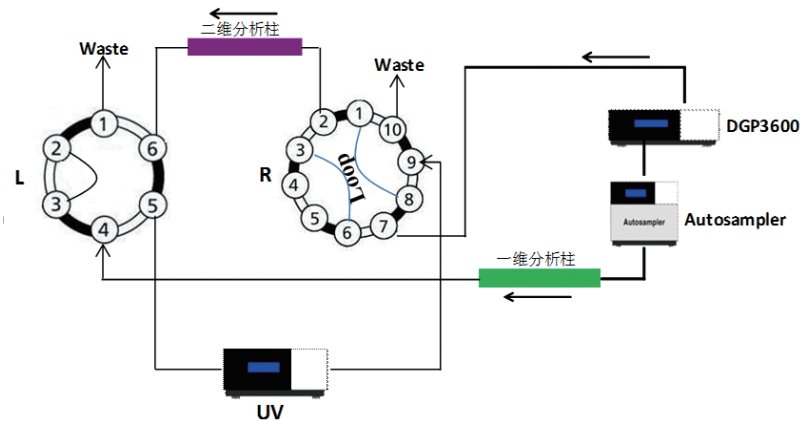 二维分析柱
Waste
Waste
1
2
6
L
3
5
4
1
2
10
3
9
R
Loop
4
8
5
7
6
DGP3600
Autosampler
Autosampler
一维分析柱
UV